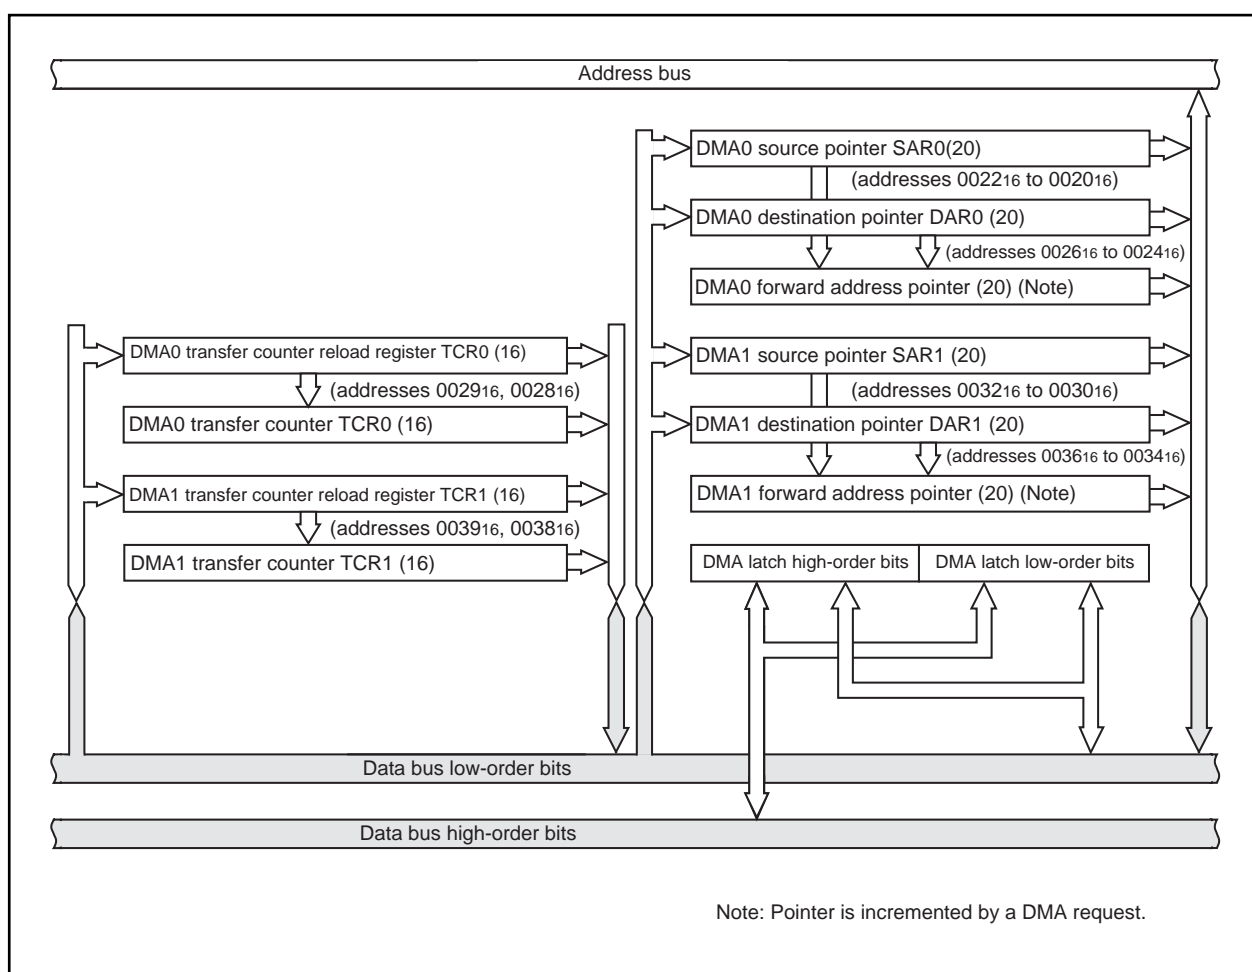 Address bus
DMA0 source pointer SAR0(20)
(addresses 002216 to 002016)
DMA0 destination pointer DAR0 (20)
(addresses 002616 to 002416)
DMA0 forward address pointer (20) (Note)
DMA0 transfer counter reload register TCR0 (16)
(addresses 002916, 002816)
DMA0 transfer counter TCR0 (16)
DMA1 transfer counter reload register TCR1 (16)
(addresses 003916, 003816)
DMA1 transfer counter TCR1 (16)
DMA1 source pointer SAR1 (20)
(addresses 003216 to 003016)
DMA1 destination pointer DAR1 (20)
(addresses 003616 to 003416)
DMA1 forward address pointer (20) (Note)
DMA latch high-order bits
DMA latch low-order bits
Data bus low-order bits
Data bus high-order bits
Note: Pointer is incremented by a DMA request.